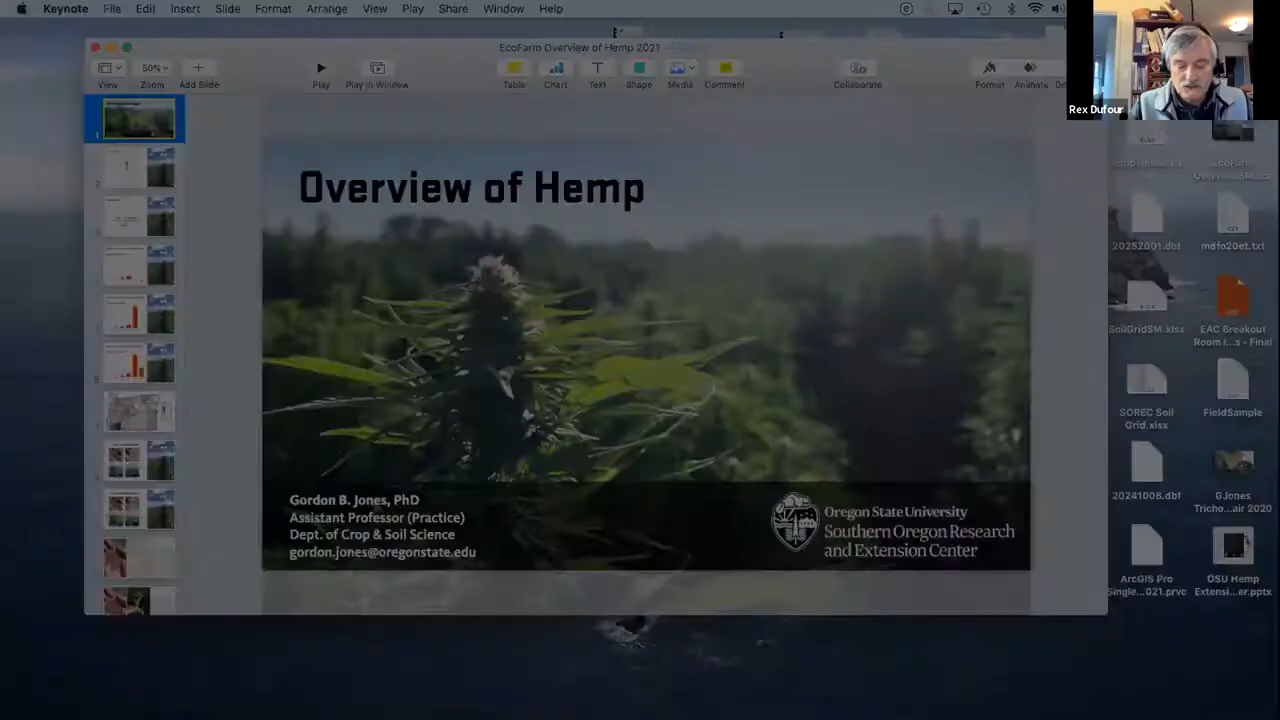 Keynote File Edit Insert Slide Format Arrange View Play Share Window Help
EcoFarm Overview of Hemp 2021
50%
View Zoom Add Slide Play Play in Window Table Chart Text Shape Media Comment Collaborate Format Animate
Rex Dufour
1
2
Overview of Hemp
Gordon B. Jones, PhD
Assistant Professor (Practice)
Dept. of Crop & Soil Science
gordon.jones@oregonstate.edu
Oregon State University
Southern Oregon Research
and Extension Center
20252001.dbf
mdfo20et.txt
SoilGridSM.xlsx
EAC Breakout
Room i...s - Final
SOREC Soil
Grid.xlsx
FieldSample
20241008.dbf
GJones
Tricho...air 2020
ArcGIS Pro
Single...021.prvc
OSU Hemp
Extensi...er.pptx